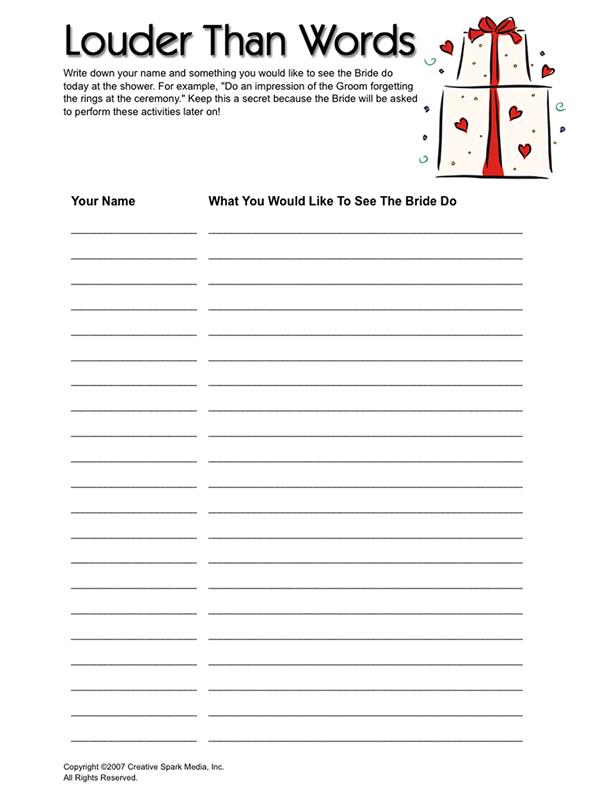 Louder Than Words
Write down your name and something you would like to see the Bride do
today at the shower. For example, "Do an impression of the Groom forgetting
the rings at the ceremony." Keep this a secret because the Bride will be asked
to perform these activities later on!
Your Name What You Would Like To See The Bride Do
Copyright ©2007 Creative Spark Media, Inc.
All Rights Reserved.